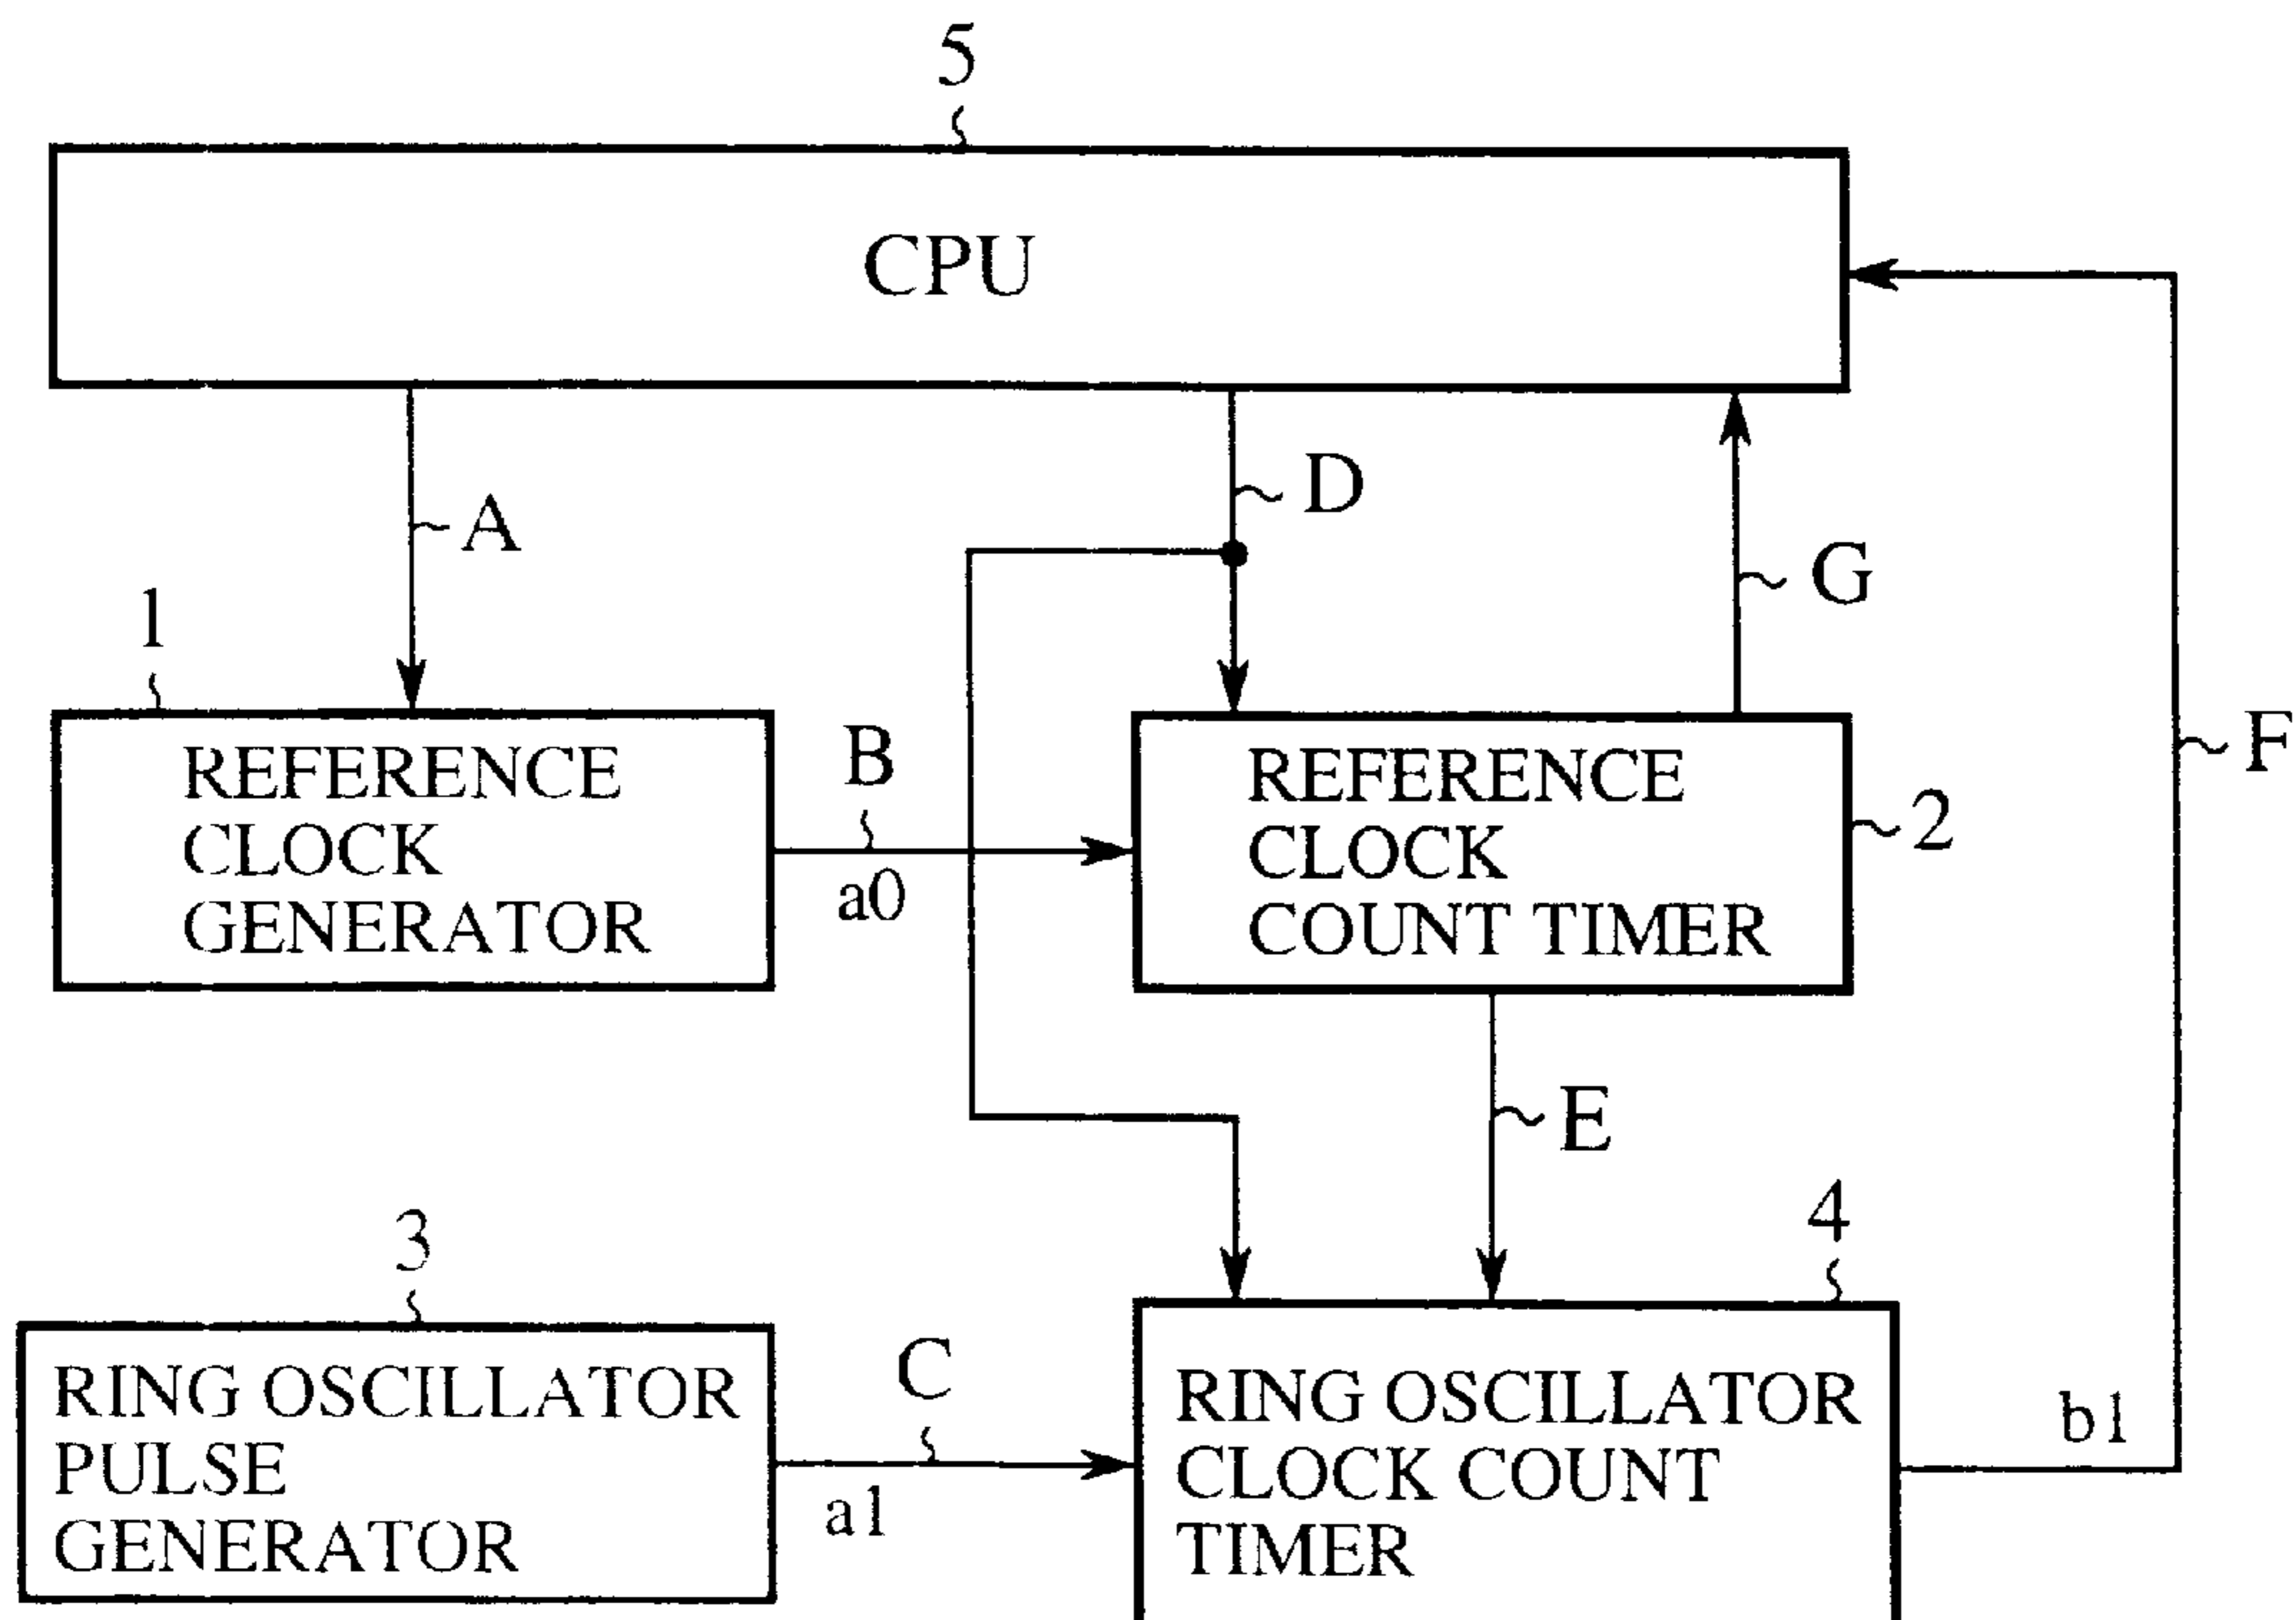 5
CPU
A
D
G
1
REFERENCE
CLOCK
GENERATOR
B
a0
REFERENCE
CLOCK
COUNT TIMER
2
F
E
3
RING OSCILLATOR
PULSE
GENERATOR
C
a1
4
RING OSCILLATOR
CLOCK COUNT
TIMER
b1